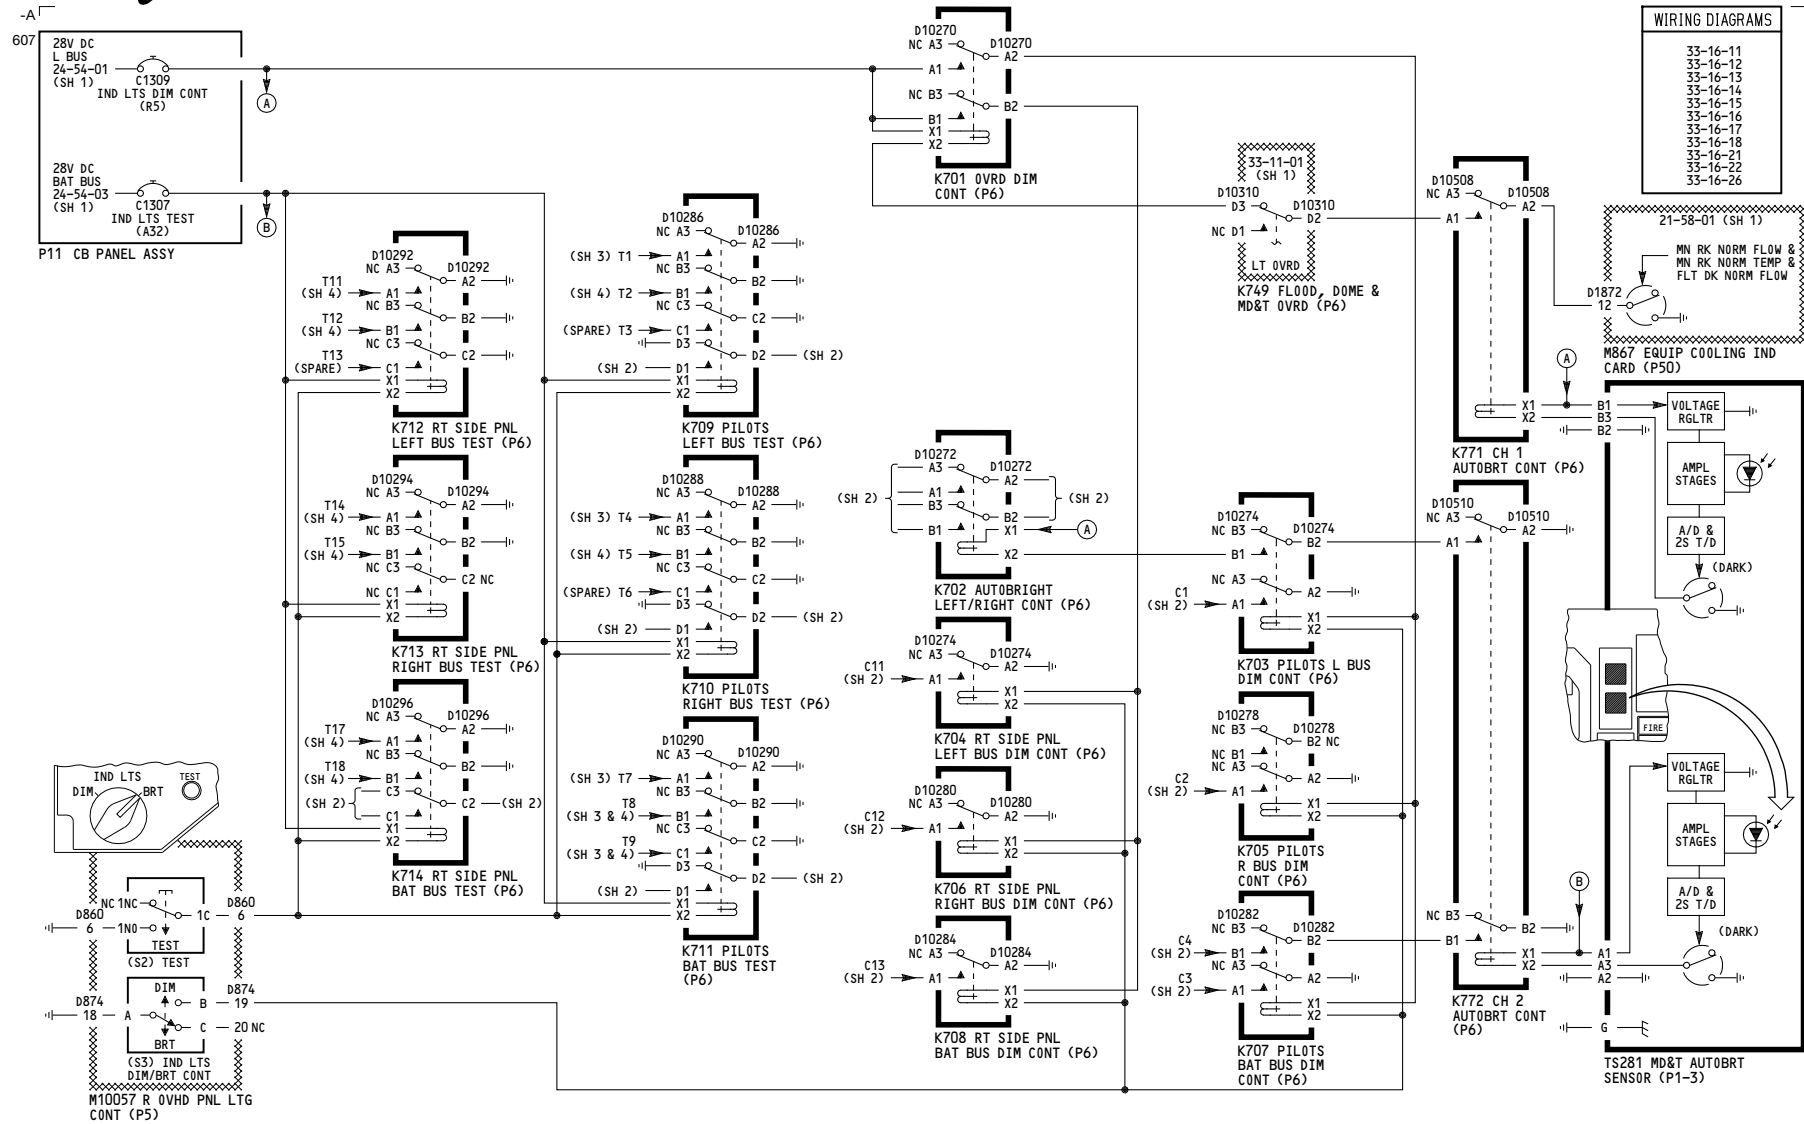 -A
607
28V DC
L BUS
24-54-01
(SH 1)
C1309
IND LTS DIM CONT
(R5)
A
28V DC
BAT BUS
24-54-03
(SH 1)
C1307
IND LTS TEST
(A32)
B
P11 CB PANEL ASSY
D10292
NC A3
D10292
A2
T11
(SH 4)
A1
NC B3
B2
T12
(SH 4)
B1
NC C3
C2
T13
(SPARE)
C1
X1
X2
K712 RT SIDE PNL
LEFT BUS TEST (P6)
D10294
NC A3
D10294
A2
T14
(SH 4)
A1
NC B3
B2
T15
(SH 4)
B1
NC C3
C2 NC
NC C1
X1
X2
K713 RT SIDE PNL
RIGHT BUS TEST (P6)
D10296
NC A3
D10296
A2
T17
(SH 4)
A1
NC B3
B2
T18
(SH 4)
B1
C3
(SH 2)
C2
(SH 2)
C1
X1
X2
K714 RT SIDE PNL
BAT BUS TEST (P6)
IND LTS
DIM
BRT
TEST
NC 1NC
D860
6
1C
D860
6
1NO
TEST
(S2) TEST
DIM
D874
18
A
B
D874
19
C
20 NC
BRT
(S3) IND LTS
DIM/BRT CONT
M10057 R OVHD PNL LTG
CONT (P5)
D10286
NC A3
D10286
A2
(SH 3) T1
A1
NC B3
B2
(SH 4) T2
B1
NC C3
C2
(SPARE) T3
C1
D3
D2
(SH 2)
(SH 2)
D1
X1
X2
K709 PILOTS
LEFT BUS TEST (P6)
D10288
NC A3
D10288
A2
(SH 3) T4
A1
NC B3
B2
(SH 4) T5
B1
NC C3
C2
(SPARE) T6
C1
D3
D2
(SH 2)
(SH 2)
D1
X1
X2
K710 PILOTS
RIGHT BUS TEST (P6)
D10290
NC A3
D10290
A2
(SH 3) T7
A1
NC B3
B2
T8
(SH 3 & 4)
B1
NC C3
C2
T9
(SH 3 & 4)
C1
D3
D2
(SH 2)
(SH 2)
D1
X1
X2
K711 PILOTS
BAT BUS TEST
(P6)
D10270
NC A3
D10270
A2
A1
NC B3
B2
B1
X1
X2
K701 OVRD DIM
CONT (P6)
D10272
A3
D10272
A2
(SH 2)
A1
B3
(SH 2)
B2
B1
X1
A
X2
K702 AUTOBRIGHT
LEFT/RIGHT CONT (P6)
D10274
NC A3
D10274
A2
C11
(SH 2)
A1
X1
X2
K704 RT SIDE PNL
LEFT BUS DIM CONT (P6)
D10280
NC A3
D10280
A2
C12
(SH 2)
A1
X1
X2
K706 RT SIDE PNL
RIGHT BUS DIM CONT (P6)
D10284
NC A3
D10284
A2
C13
(SH 2)
A1
X1
X2
K708 RT SIDE PNL
BAT BUS DIM CONT (P6)
33-11-01
(SH 1)
D10310
D3
D10310
D2
NC D1
LT OVRD
K749 FLOOD, DOME &
MD&T OVRD (P6)
D10274
NC B3
D10274
B2
B1
NC A3
A2
C1
(SH 2)
A1
X1
X2
K703 PILOTS L BUS
DIM CONT (P6)
D10278
NC B3
D10278
B2 NC
NC B1
NC A3
A2
C2
(SH 2)
A1
X1
X2
K705 PILOTS
R BUS DIM
CONT (P6)
D10282
NC B3
D10282
B2
C4
(SH 2)
B1
NC A3
A2
C3
(SH 2)
A1
X1
X2
K707 PILOTS
BAT BUS DIM
CONT (P6)
D10508
NC A3
D10508
A2
A1
X1
X2
K771 CH 1
AUTOBRT CONT (P6)
D10510
NC A3
D10510
A2
A1
NC B3
B2
B1
X1
X2
K772 CH 2
AUTOBRT CONT
(P6)
WIRING DIAGRAMS
33-16-11
33-16-12
33-16-13
33-16-14
33-16-15
33-16-16
33-16-17
33-16-18
33-16-21
33-16-22
33-16-26
21-58-01 (SH 1)
MN RK NORM FLOW &
MN RK NORM TEMP &
FLT DK NORM FLOW
D1872
12
M867 EQUIP COOLING IND
CARD (P50)
A
B1
B3
B2
VOLTAGE
RGLTR
AMPL
STAGES
A/D &
2S T/D
(DARK)
FIRE
VOLTAGE
RGLTR
AMPL
STAGES
A/D &
2S T/D
(DARK)
B
A1
A3
A2
G
TS281 MD&T AUTOBRT
SENSOR (P1-3)